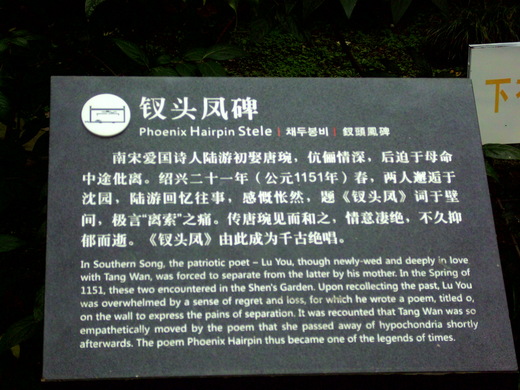 钗头凤碑
Phoenix Hairpin Stele | 채두봉비 | 釵頭鳳碑
南宋爱国诗人陆游初娶唐琬，伉俪情深，后迫于母命
中途仳离。绍兴二十一年（公元1151年）春，两人邂逅于
沈园，陆游回忆往事，感慨怅然，题《钗头凤》词于壁
间，极言“离索”之痛。传唐琬见而和之，情意凄绝，不久抑
郁而逝。《钗头凤》由此成为千古绝唱。
In Southern Song, the patriotic poet – Lu You, though newly-wed and deeply in love
with Tang Wan, was forced to separate from the latter by his mother. In the Spring of
1151, these two encountered in the Shen's Garden. Upon recollecting the past, Lu You
was overwhelmed by a sense of regret and loss, for which he wrote a poem, titled o,
on the wall to express the pains of separation. It was recounted that Tang Wan was so
empathetically moved by the poem that she passed away of hypochondria shortly
afterwards. The poem Phoenix Hairpin thus became one of the legends of times.
下